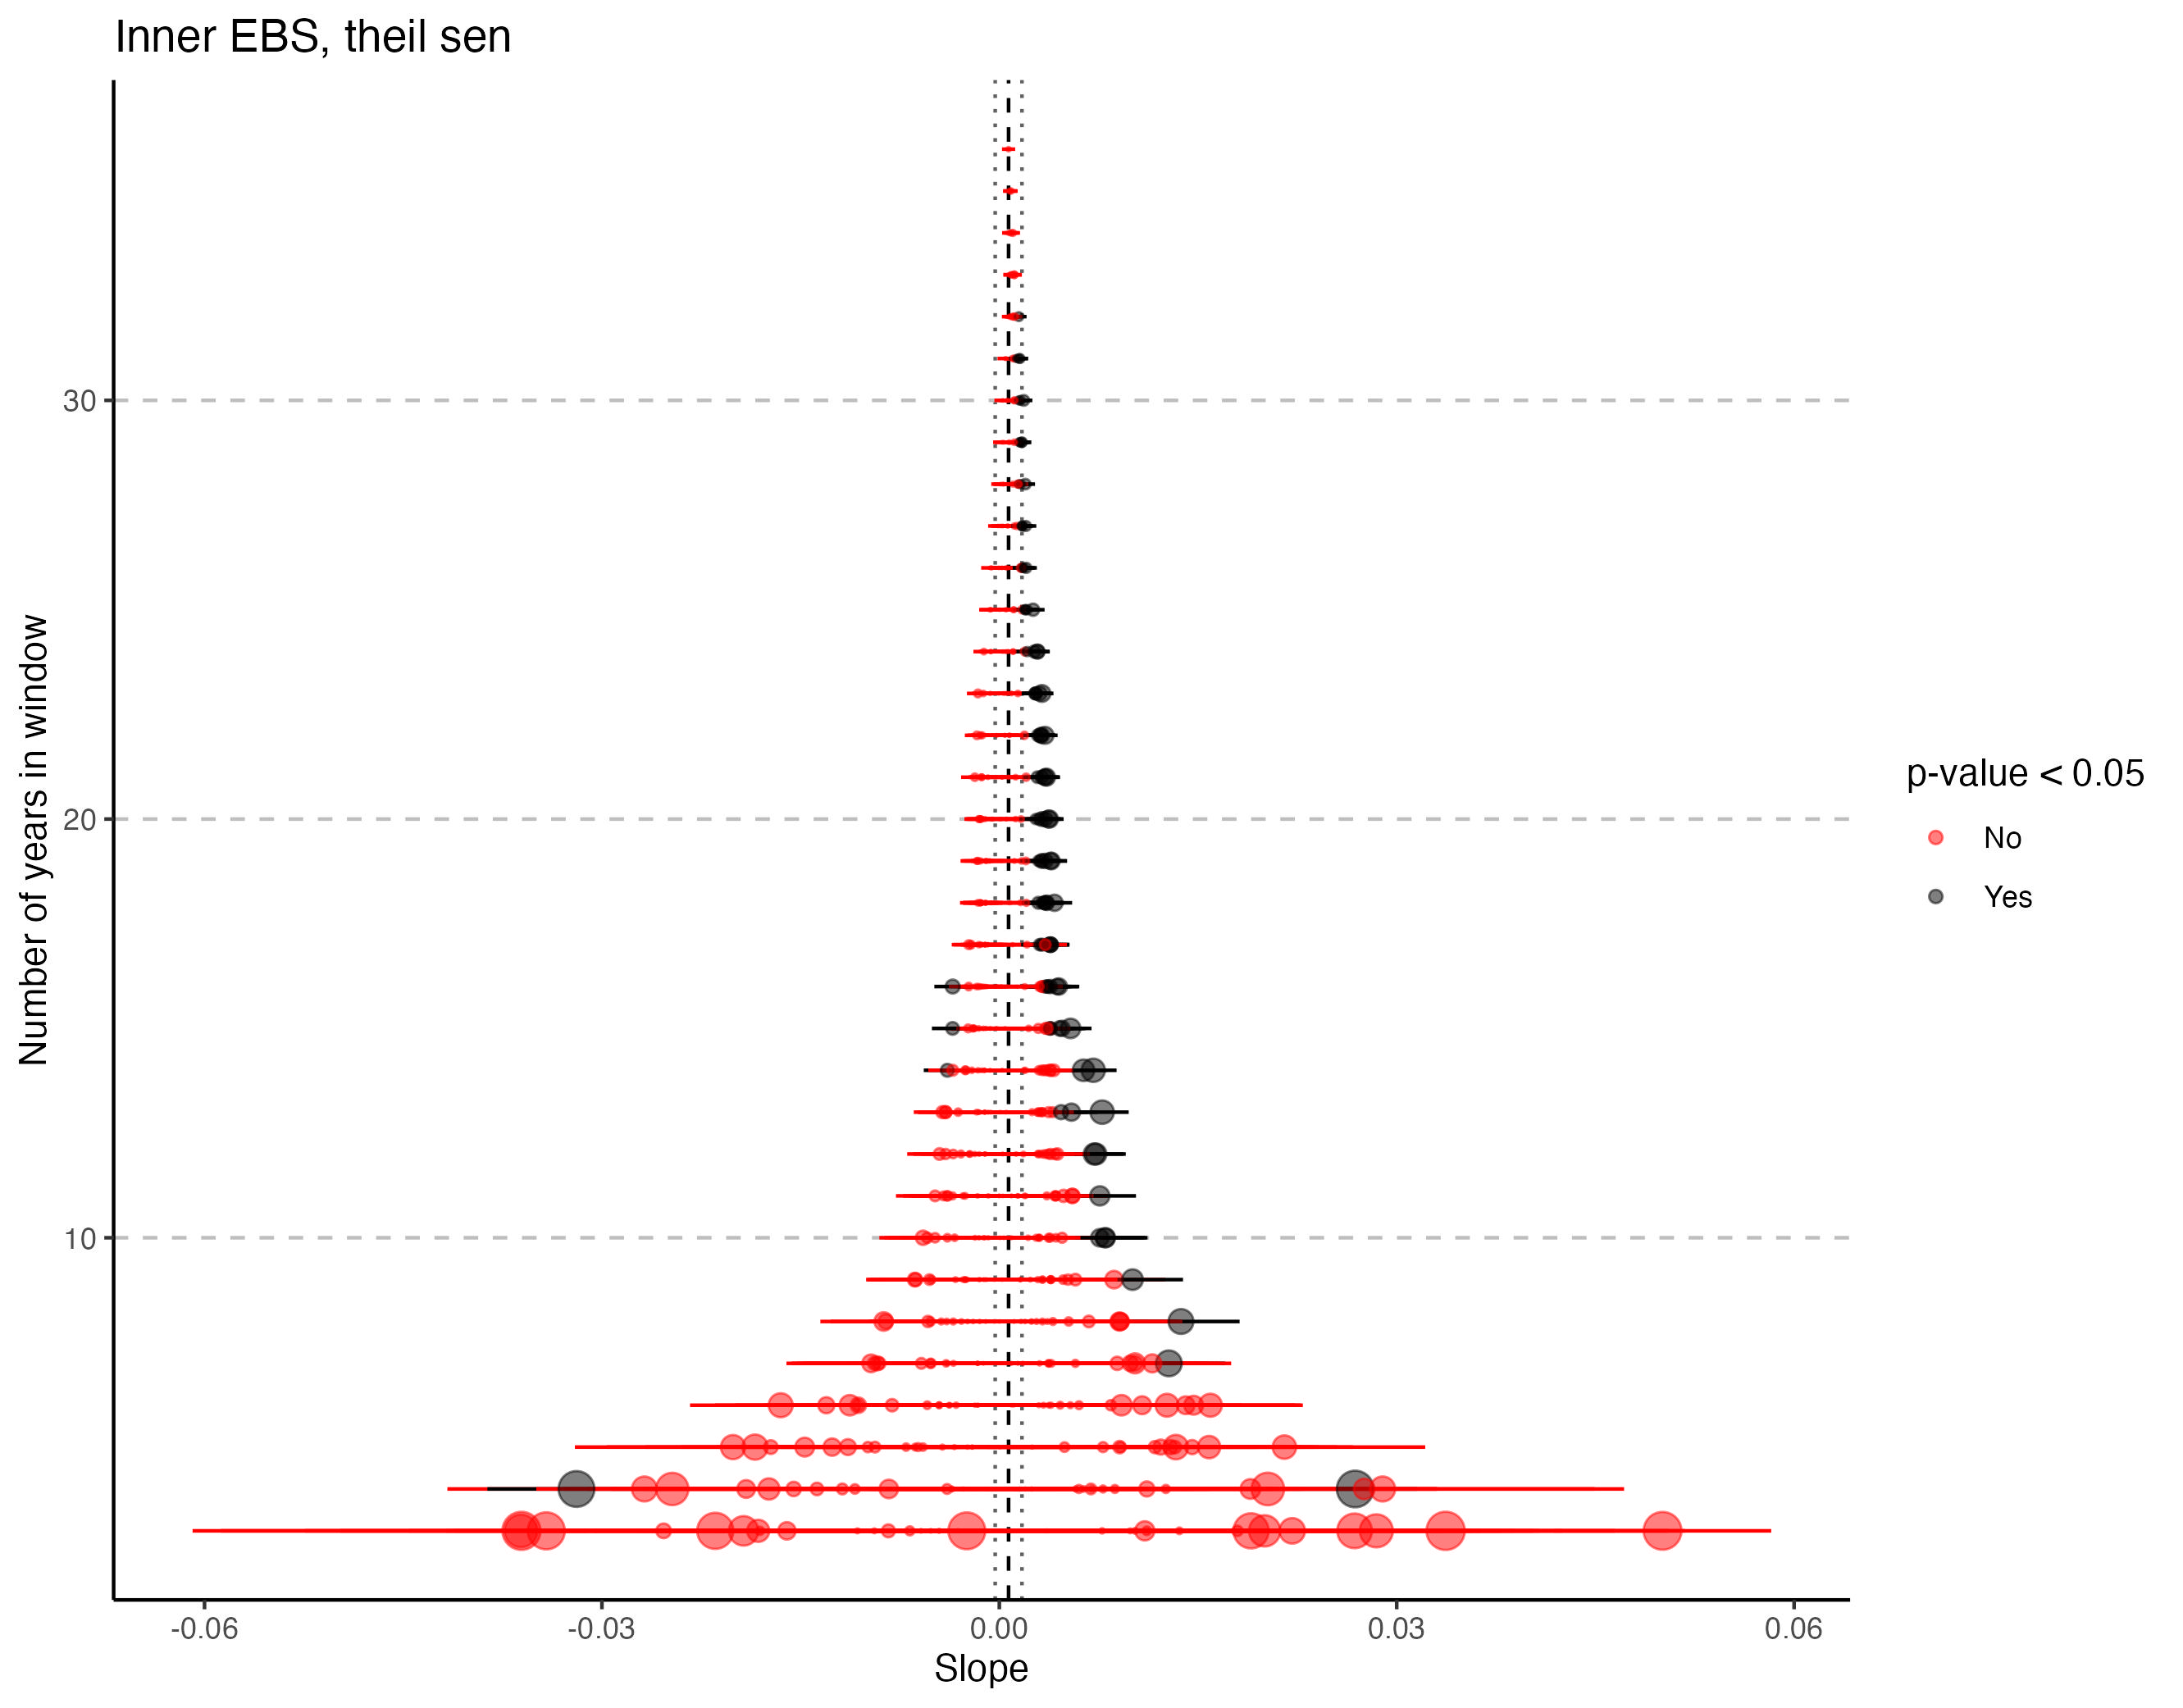 Inner EBS, theil sen
30
20
10
Number of years in window
-0.06
-0.03
0.00
0.03
0.06
Slope
p-value < 0.05
No
Yes